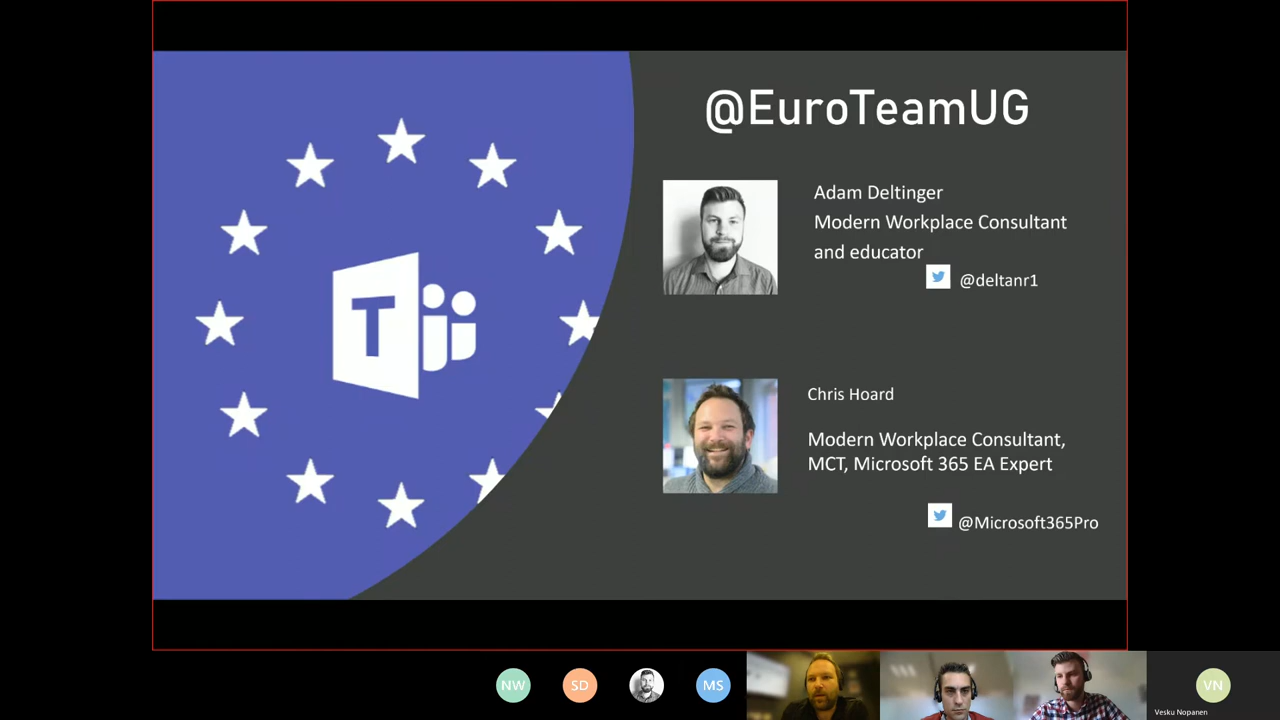 @EuroTeamUG
Adam Deltinger
Modern Workplace Consultant
and educator
@deltanr1
T
Chris Hoard
Modern Workplace Consultant,
MCT, Microsoft 365 EA Expert
@Microsoft365Pro
NW
SD
MS
VN
Vesku Nopanen